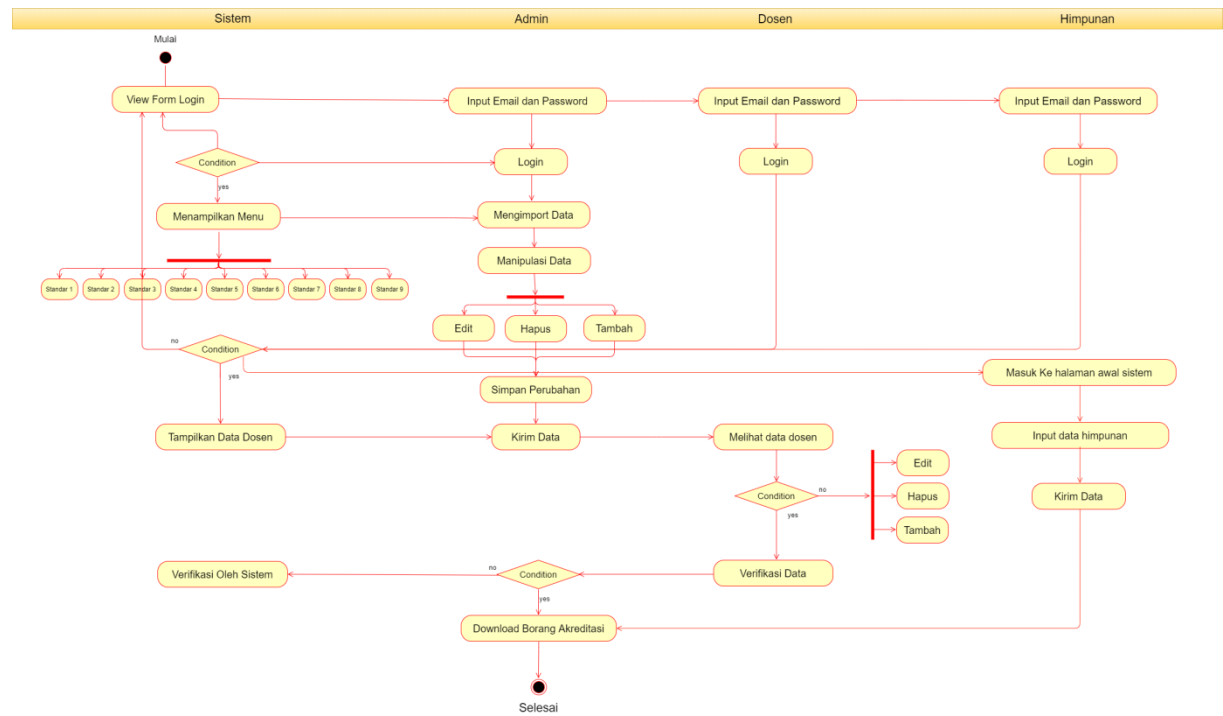 Sistem Admin Dosen Himpunan
Mulai
View Form Login Input Email dan Password Input Email dan Password Input Email dan Password
Condition Login Login Login
yes
Menampilkan Menu Mengimport Data
Manipulasi Data
Standar 1 Standar 2 Standar 3 Standar 4 Standar 5 Standar 6 Standar 7 Standar 8 Standar 9
Edit Hapus Tambah
no Condition
yes
Masuk Ke halaman awal sistem
Simpan Perubahan
Tampilkan Data Dosen Kirim Data Melihat data dosen Input data himpunan
Edit
Condition no Hapus Kirim Data
yes
Tambah
Verifikasi Oleh Sistem no Condition Verifikasi Data
yes
Download Borang Akreditasi
Selesai